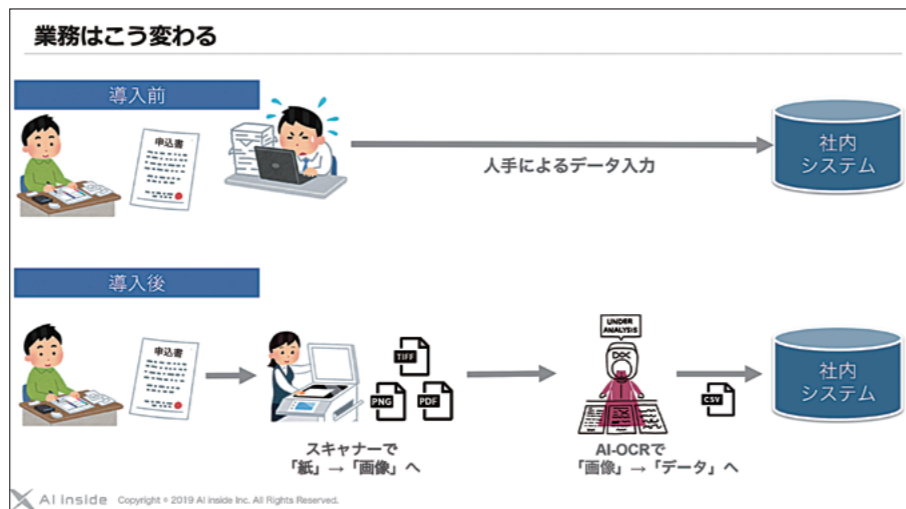 業務はこう変わる
導入前
申込書
人手によるデータ入力
社内
システム
導入後
申込書
TIFF
PNG
PDF
スキャナーで
「紙」→「画像」へ
UNDER
ANALYSIS
DOC
AI-OCRで
「画像」→「データ」へ
CSV
社内
システム
AI inside Copyright © 2019 AI inside Inc. All Rights Reserved.